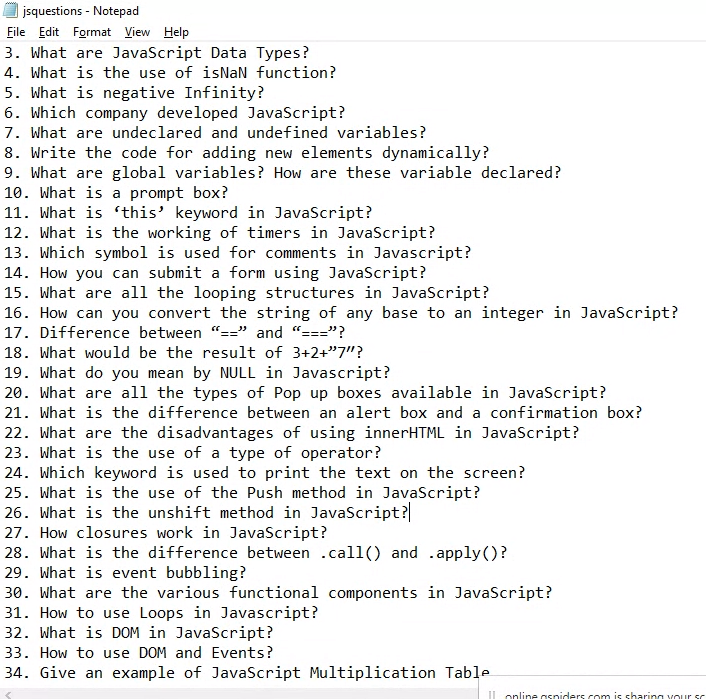 jsquestions - Notepad
File Edit Format View Help
3. What are JavaScript Data Types?
4. What is the use of isNaN function?
5. What is negative Infinity?
6. Which company developed JavaScript?
7. What are undeclared and undefined variables?
8. Write the code for adding new elements dynamically?
9. What are global variables? How are these variable declared?
10. What is a prompt box?
11. What is ‘this’ keyword in JavaScript?
12. What is the working of timers in JavaScript?
13. Which symbol is used for comments in Javascript?
14. How you can submit a form using JavaScript?
15. What are all the looping structures in JavaScript?
16. How can you convert the string of any base to an integer in JavaScript?
17. Difference between “==” and “===”?
18. What would be the result of 3+2+”7″?
19. What do you mean by NULL in Javascript?
20. What are all the types of Pop up boxes available in JavaScript?
21. What is the difference between an alert box and a confirmation box?
22. What are the disadvantages of using innerHTML in JavaScript?
23. What is the use of a type of operator?
24. Which keyword is used to print the text on the screen?
25. What is the use of the Push method in JavaScript?
26. What is the unshift method in JavaScript?
27. How closures work in JavaScript?
28. What is the difference between .call() and .apply()?
29. What is event bubbling?
30. What are the various functional components in JavaScript?
31. How to use Loops in Javascript?
32. What is DOM in JavaScript?
33. How to use DOM and Events?
34. Give an example of JavaScript Multiplication Table
online.qspiders.com is sharing your sc